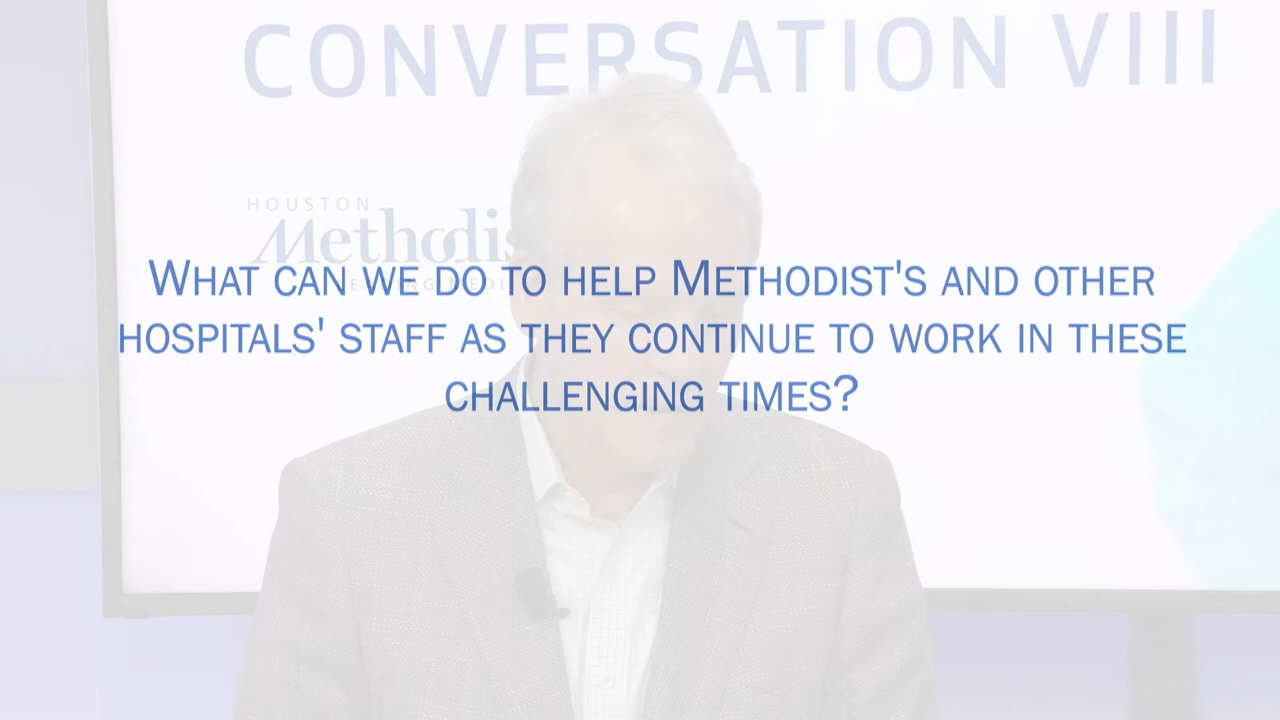 CONVERSATION VIII
HOUSTON
Methodis
WHAT CAN WE DO TO HELP METHODIST'S AND OTHER
HOSPITALS' STAFF AS THEY CONTINUE TO WORK IN THESE
CHALLENGING TIMES?